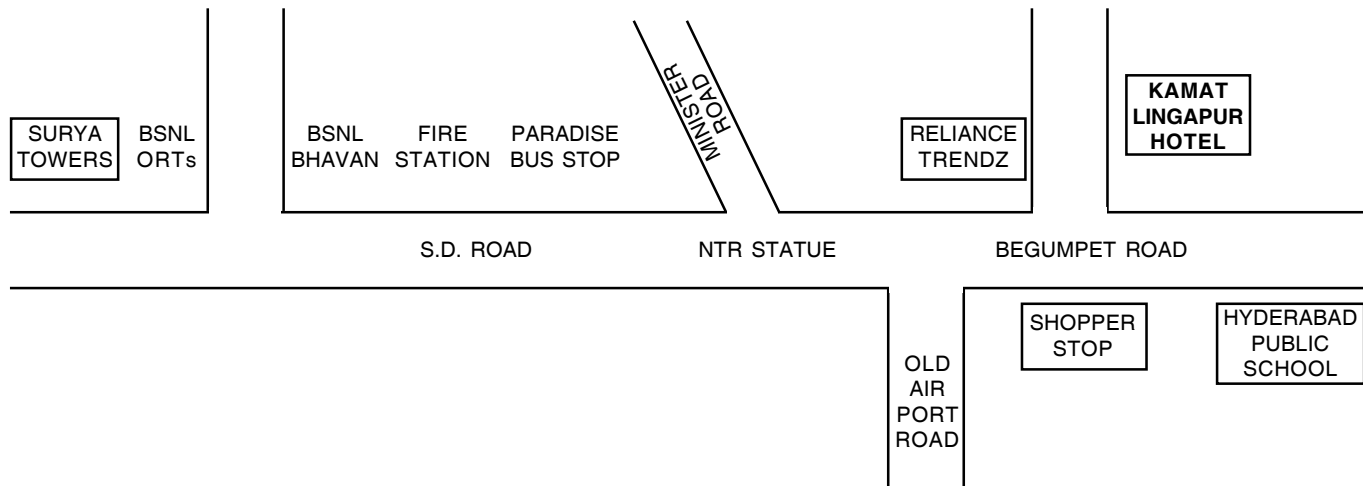 SURYA
TOWERS
BSNL
QRTs
BSNL
BHAVAN
FIRE
STATION
PARADISE
BUS STOP
MINISTER
ROAD
RELIANCE
TRENDZ
KAMAT
LINGAPUR
HOTEL
S.D. ROAD
NTR STATUE
BEGUMPET ROAD
OLD
AIR
PORT
ROAD
SHOPPER
STOP
HYDERABAD
PUBLIC
SCHOOL